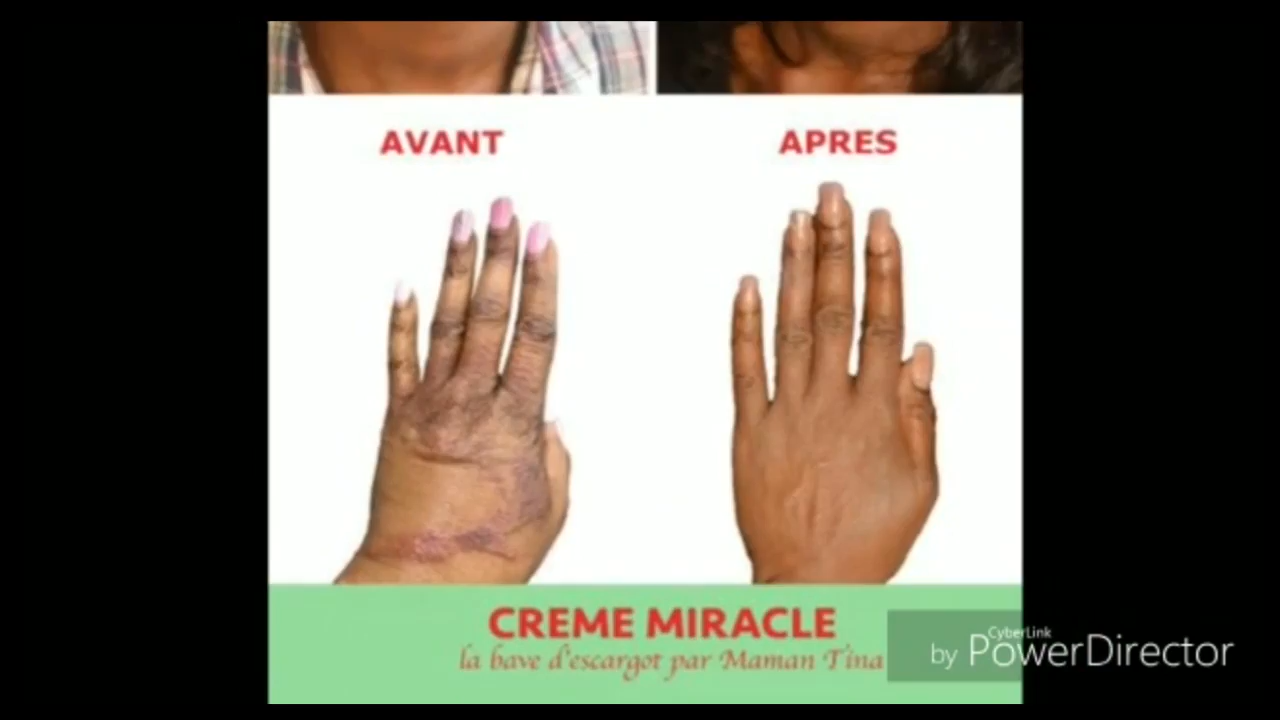 AVANT
APRES
CREME MIRACLE
la bave d'escargot par Maman Tina
CyberLink
by PowerDirector